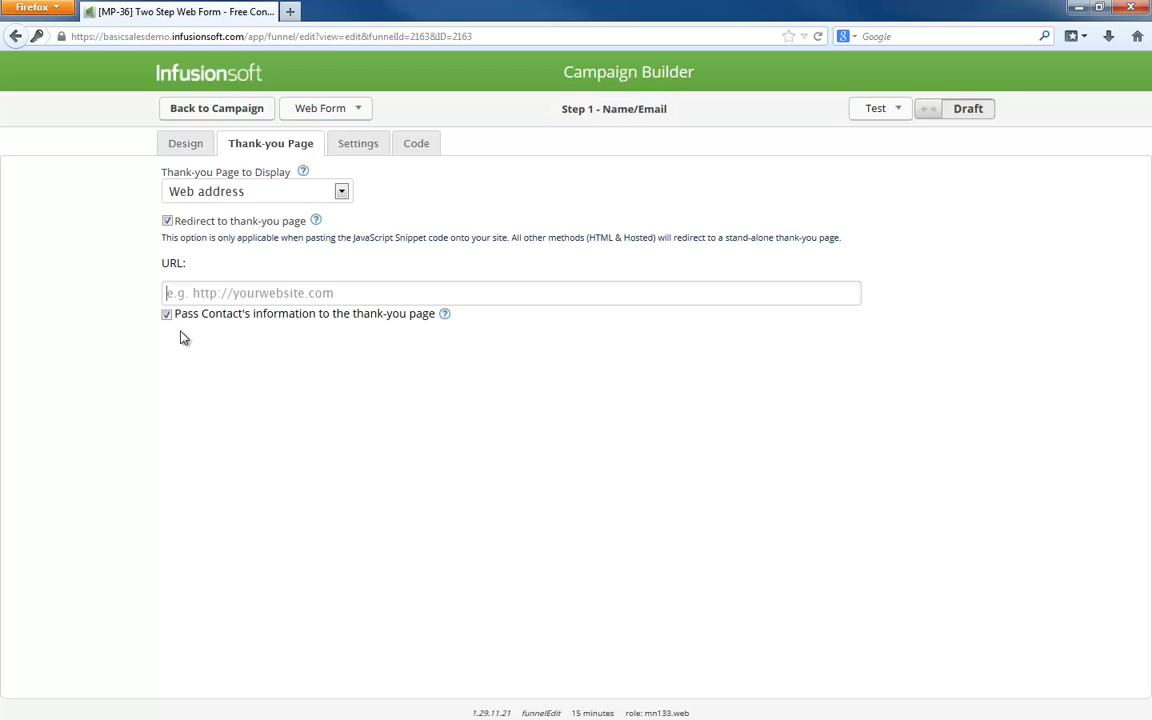 Firefox
[MP-36] Two Step Web Form - Free Con...
https://basicsalesdemo.infusionsoft.com/app/funnel/edit?view=edit&funnelId=2163&ID=2163
Google
Infusionsoft
Campaign Builder
Back to Campaign
Web Form
Step 1 - Name/Email
Test
Draft
Design
Thank-you Page
Settings
Code
Thank-you Page to Display
Web address
Redirect to thank-you page
This option is only applicable when pasting the JavaScript Snippet code onto your site. All other methods (HTML & Hosted) will redirect to a stand-alone thank-you page.
URL:
e.g. http://yourwebsite.com
Pass Contact's information to the thank-you page
1.29.11.21 funnelEdit 15 minutes role: mn133.web